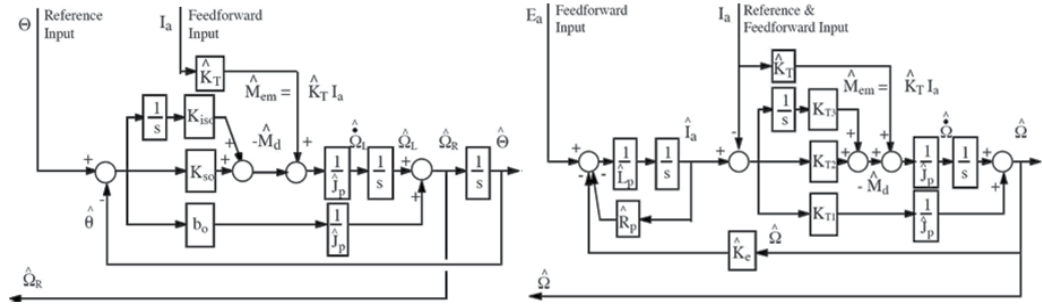 Θ Reference Input
I_a Feedforward Input
K̂_T
M̂_em = K̂_T I_a
1/s
K_iso
-M̂_d
Ω̂̇_L
Ω̂_L
Ω̂_R
Θ̂
+
K_so
+
+
+
1/Ĵ_p
1/s
+
1/s
-
+
θ̂
b_o
1/Ĵ_p
Ω̂_R
E_a Feedforward Input
I_a Reference & Feedforward Input
K̂_T
M̂_em = K̂_T I_a
1/s
K_T3
Î_a
-
+
+
Ω̂̇
Ω̂
+
-
-
1/L̂_p
1/s
+
K_T2
+
+
1/Ĵ_p
1/s
+
- M̂_d
+
R̂_p
K_T1
1/Ĵ_p
K̂_e
Ω̂
Ω̂